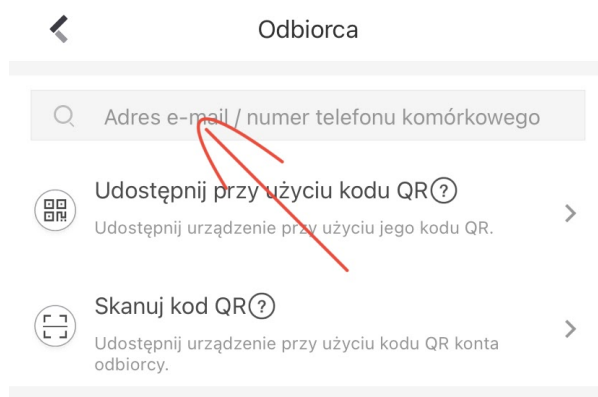 Odbiorca
Adres e-mail / numer telefonu komórkowego
Udostępnij przy użyciu kodu QR?
Udostępnij urządzenie przy użyciu jego kodu QR.
Skanuj kod QR?
Udostępnij urządzenie przy użyciu kodu QR konta
odbiorcy.